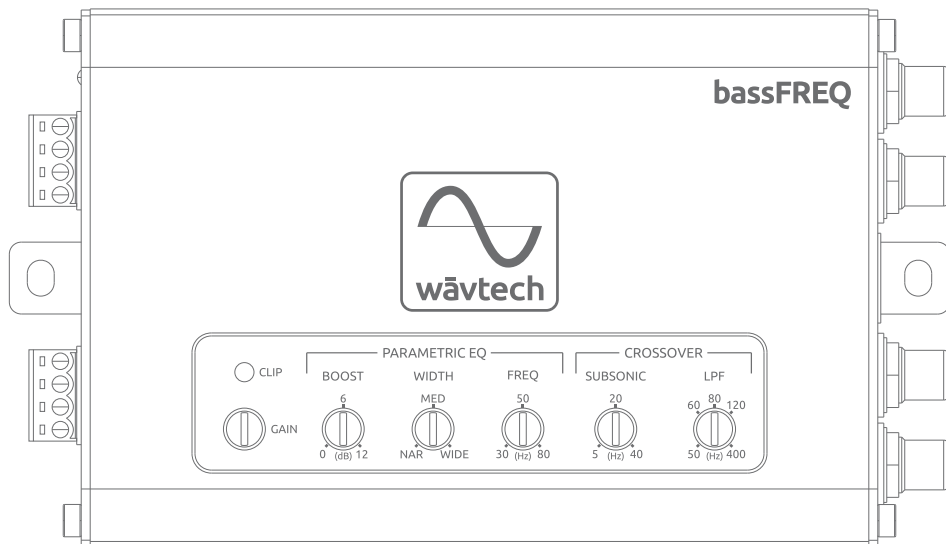 bassFREQ
wāvtech
PARAMETRIC EQ CROSSOVER
CLIP BOOST WIDTH FREQ SUBSONIC LPF
6 MED 50 20 60 80 120
GAIN
0 (dB) 12 NAR WIDE 30 (Hz) 80 5 (Hz) 40 50 (Hz) 400